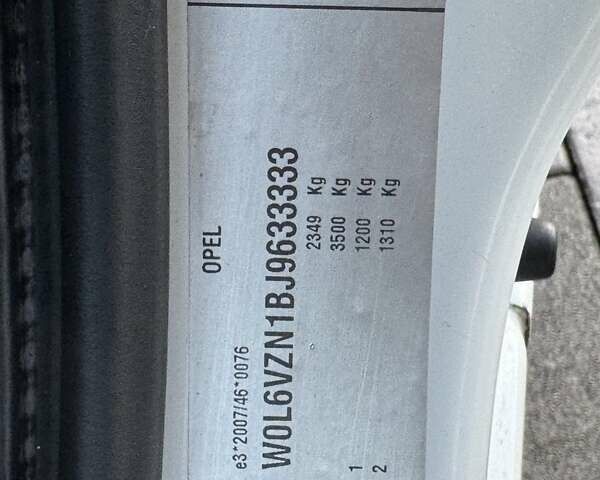 OPEL
e3*2007/46*0076
W0L6VZN1BJ9633333
2349 Kg
3500 Kg
1 1200 Kg
2 1310 Kg